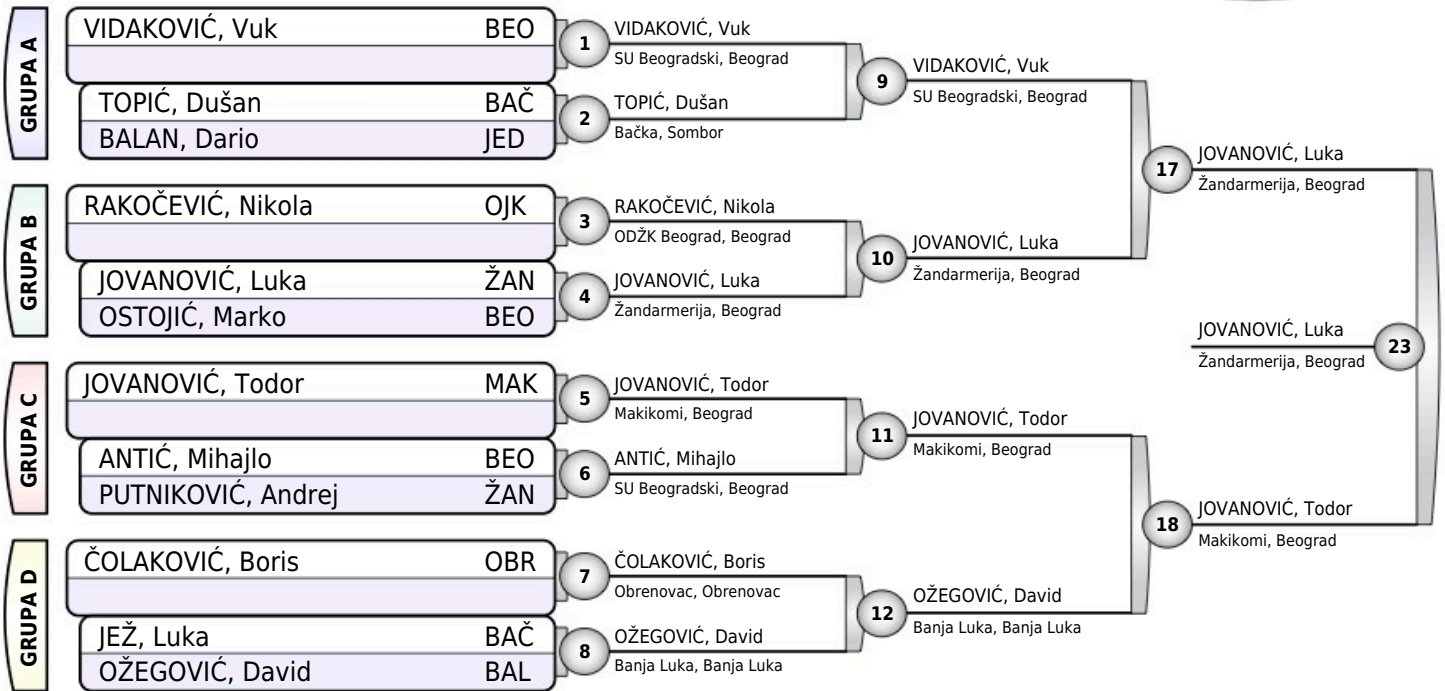 GRUPA A
VIDAKOVIĆ, Vuk BEO
TOPIĆ, Dušan BAČ
BALAN, Dario JED
GRUPA B
RAKOČEVIĆ, Nikola OJK
JOVANOVIĆ, Luka ŽAN
OSTOJIĆ, Marko BEO
GRUPA C
JOVANOVIĆ, Todor MAK
ANTIĆ, Mihajlo BEO
PUTNIKOVIĆ, Andrej ŽAN
GRUPA D
ČOLAKOVIĆ, Boris OBR
JEŽ, Luka BAČ
OŽEGOVIĆ, David BAL
1
VIDAKOVIĆ, Vuk
SU Beogradski, Beograd
2
TOPIĆ, Dušan
Bačka, Sombor
3
RAKOČEVIĆ, Nikola
ODŽK Beograd, Beograd
4
JOVANOVIĆ, Luka
Žandarmerija, Beograd
5
JOVANOVIĆ, Todor
Makikomi, Beograd
6
ANTIĆ, Mihajlo
SU Beogradski, Beograd
7
ČOLAKOVIĆ, Boris
Obrenovac, Obrenovac
8
OŽEGOVIĆ, David
Banja Luka, Banja Luka
9
VIDAKOVIĆ, Vuk
SU Beogradski, Beograd
10
JOVANOVIĆ, Luka
Žandarmerija, Beograd
11
JOVANOVIĆ, Todor
Makikomi, Beograd
12
OŽEGOVIĆ, David
Banja Luka, Banja Luka
17
JOVANOVIĆ, Luka
Žandarmerija, Beograd
18
JOVANOVIĆ, Todor
Makikomi, Beograd
JOVANOVIĆ, Luka
Žandarmerija, Beograd
23